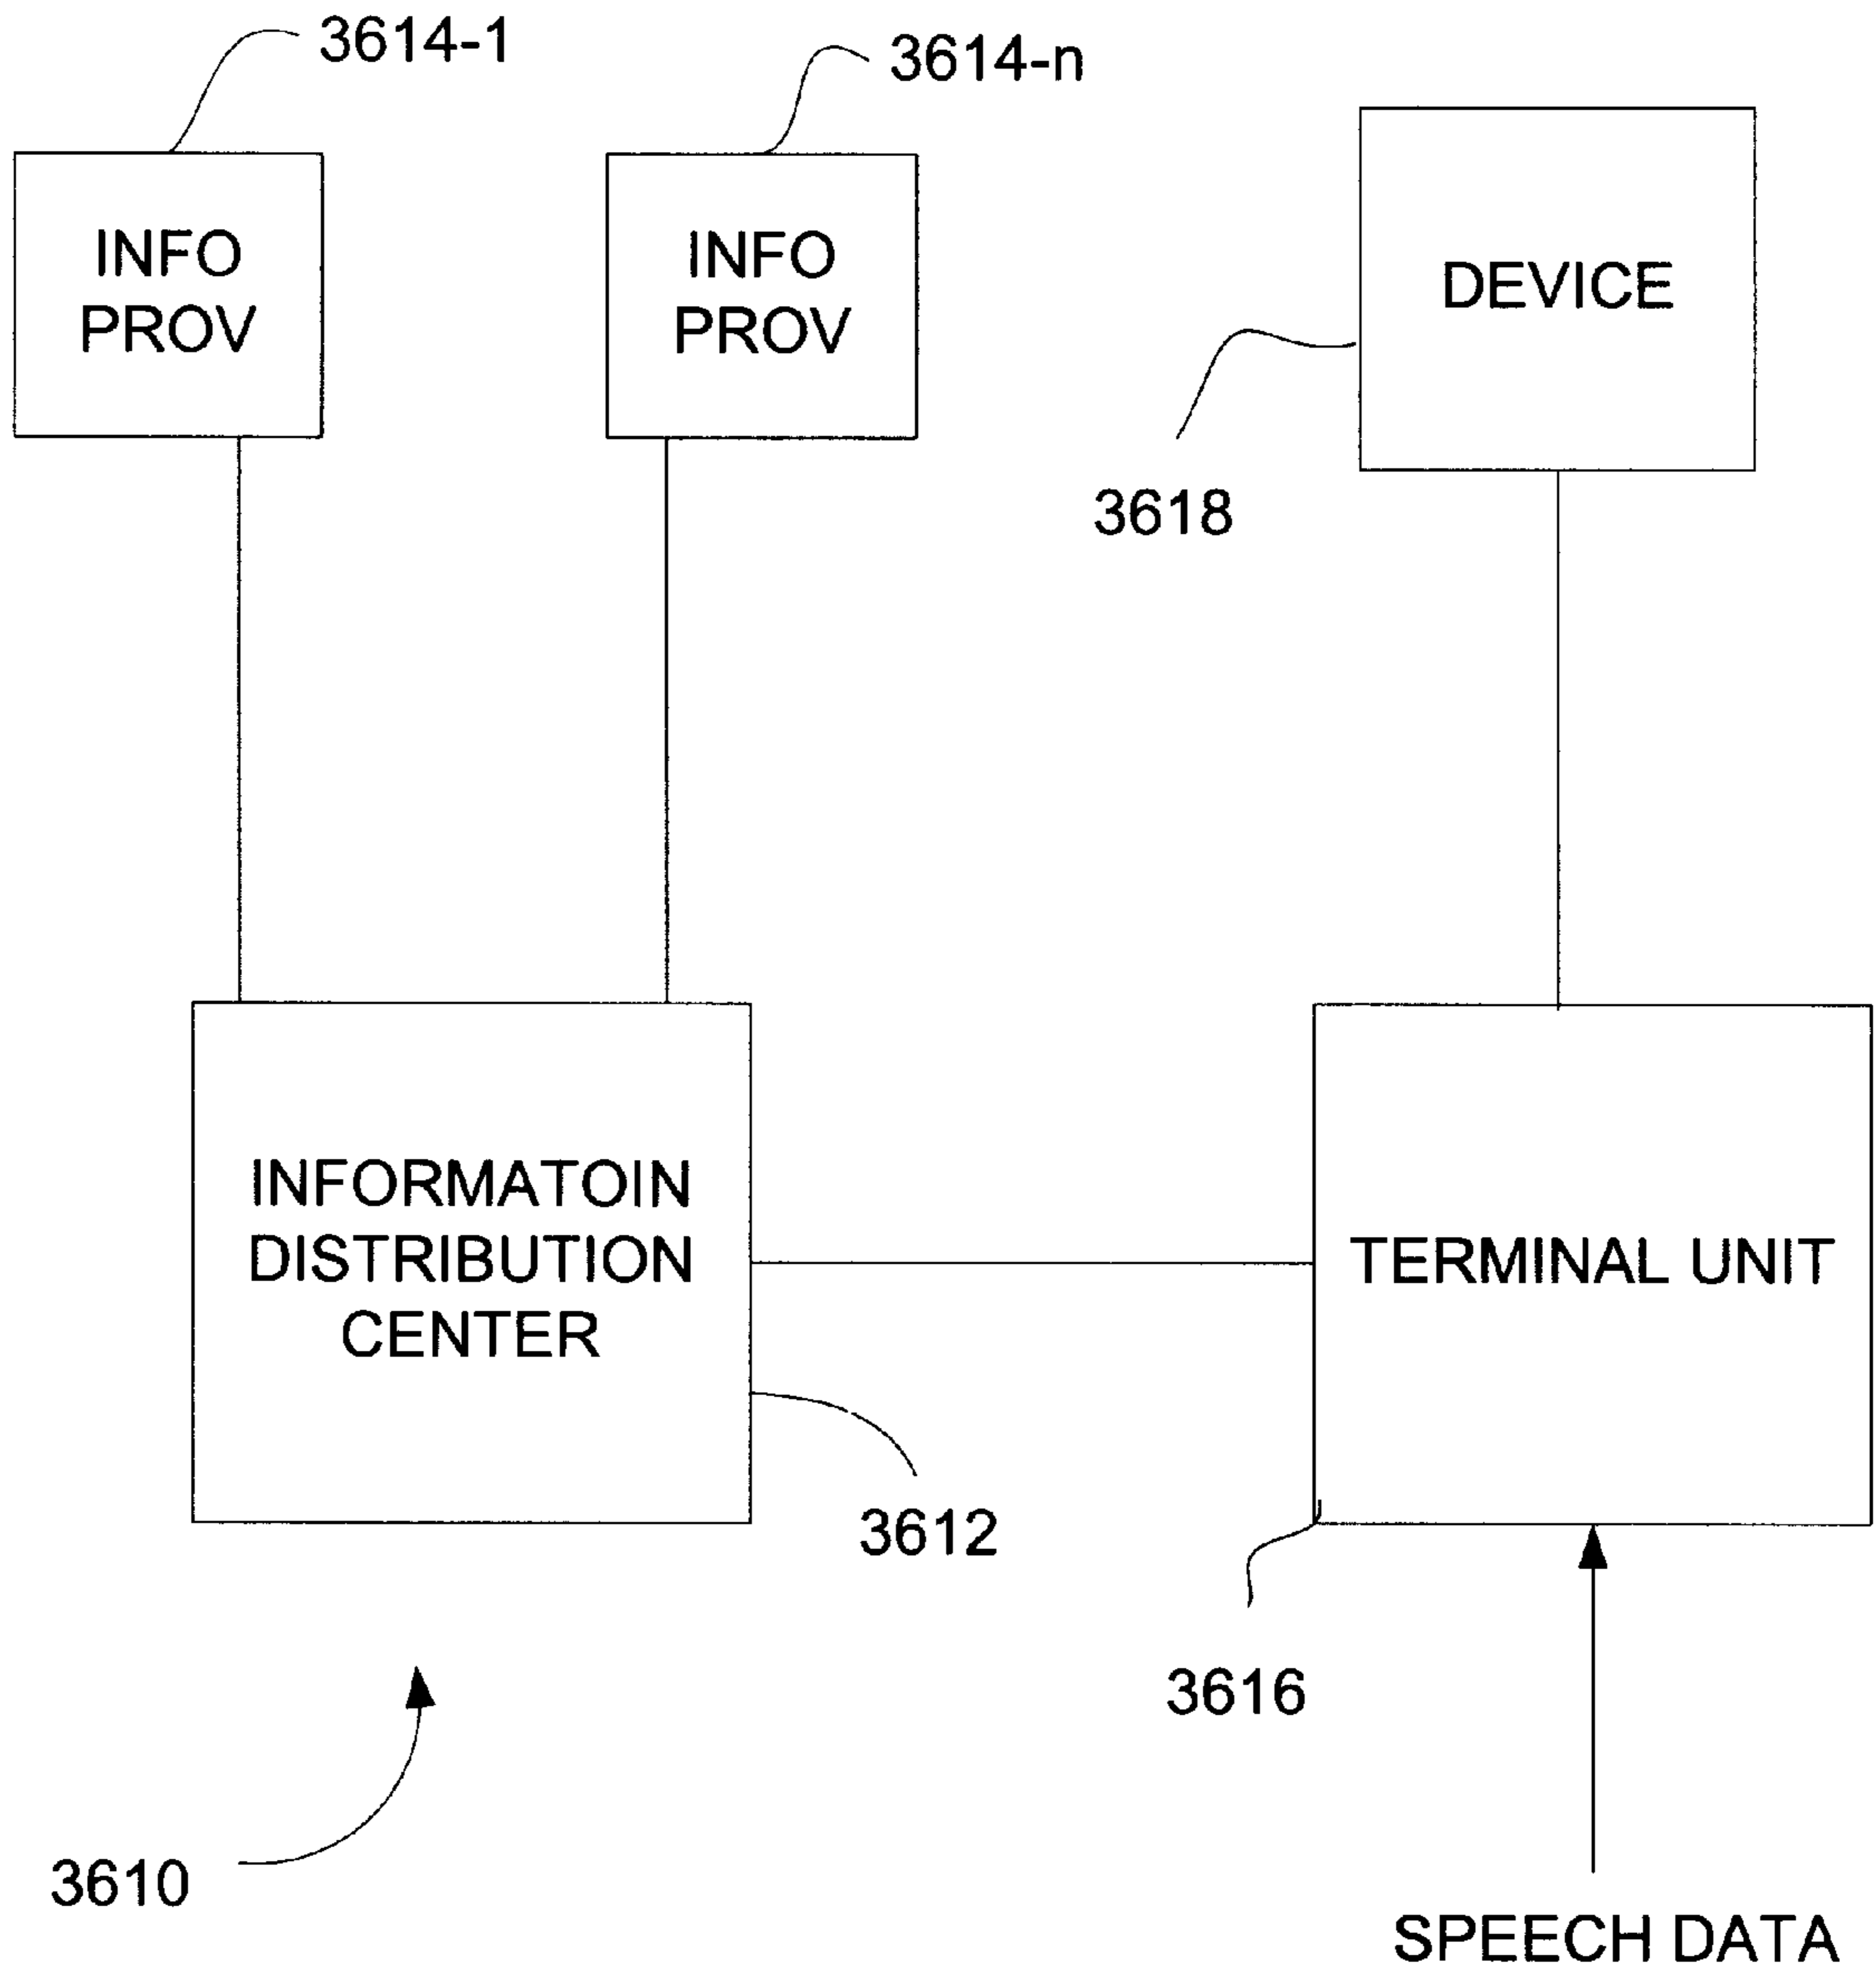 3614-1
3614-n
INFO
PROV
INFO
PROV
DEVICE
3618
INFORMATOIN
DISTRIBUTION
CENTER
TERMINAL UNIT
3612
3616
3610
SPEECH DATA